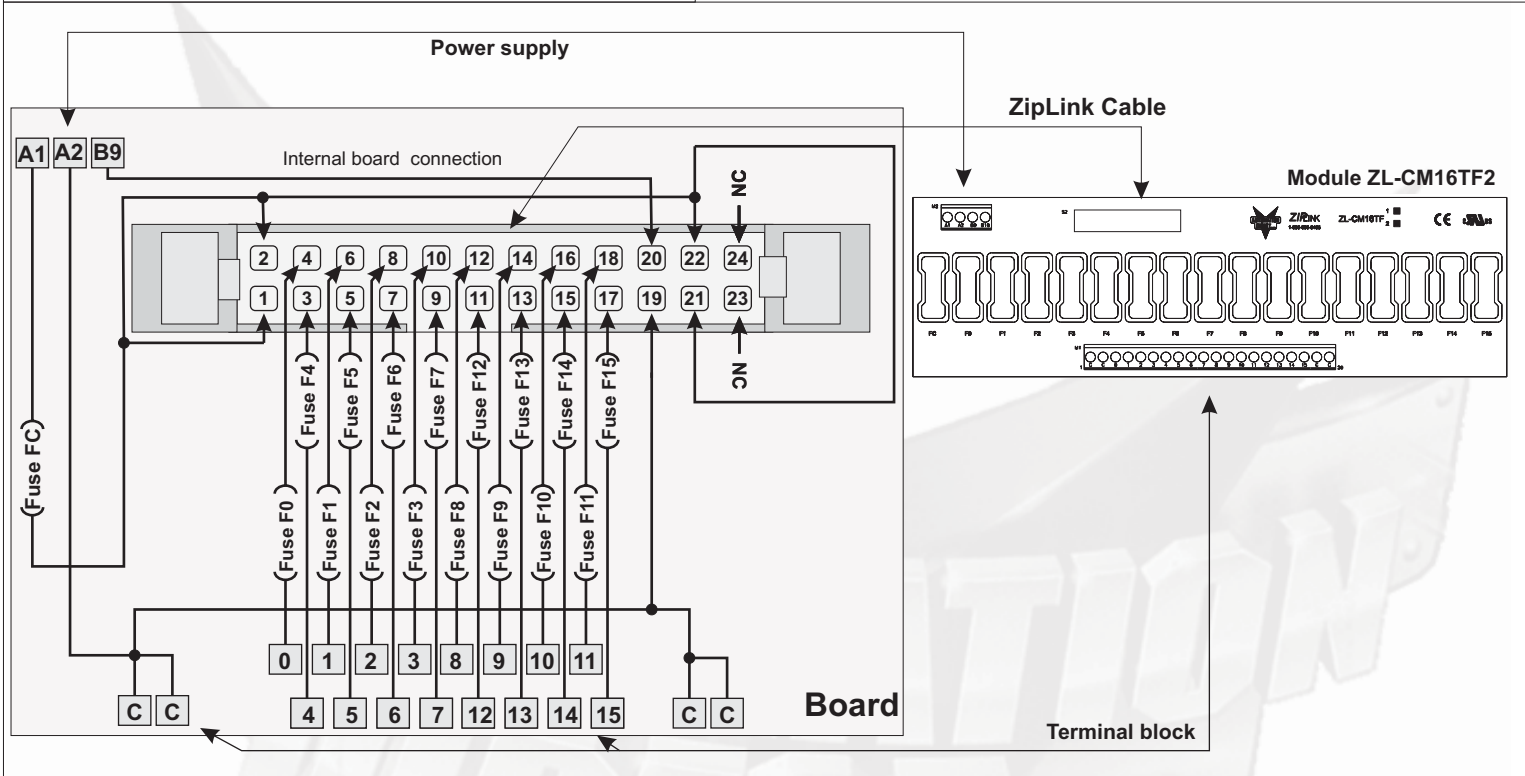 Power supply
ZipLink Cable
A1 A2 B9
Internal board connection
NC
Module ZL-CM16TF2
ZIPLINK ZL-CM16TF 1
2
CE
2 4 6 8 10 12 14 16 18 20 22 24
1 3 5 7 9 11 13 15 17 19 21 23
FC F0 F1 F2 F3 F4 F5 F6 F7 F8 F9 F10 F11 F12 F13 F14 F15
NC
Fuse F4
Fuse F5
Fuse F6
Fuse F7
Fuse F12
Fuse F13
Fuse F14
Fuse F15
Fuse FC
Fuse F0
Fuse F1
Fuse F2
Fuse F3
Fuse F8
Fuse F9
Fuse F10
Fuse F11
0 1 2 3 8 9 10 11
C C 4 5 6 7 12 13 14 15 C C
Board
Terminal block